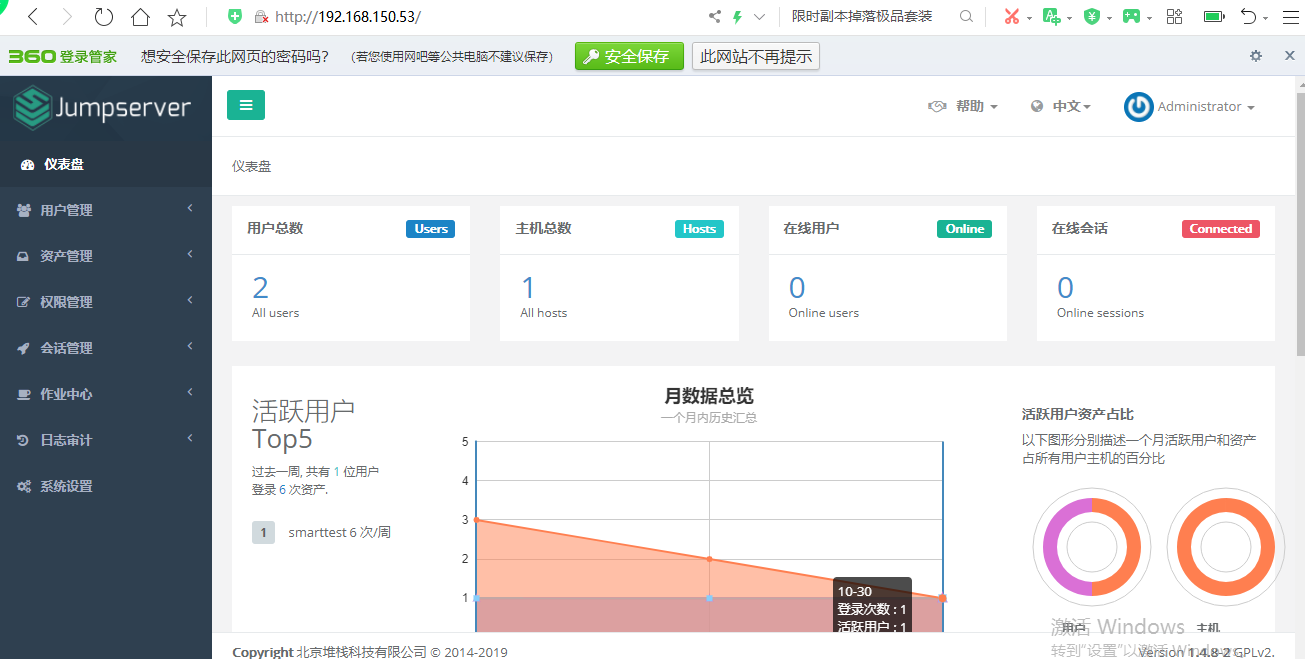 http://192.168.150.53/
限时副本掉落极品套装
360 登录管家 想安全保存此网页的密码吗? (若您使用网吧等公共电脑不建议保存) 安全保存 此网站不再提示
Jumpserver
帮助 中文 Administrator
仪表盘
用户管理
资产管理
权限管理
会话管理
作业中心
日志审计
系统设置
仪表盘
用户总数 Users
2
All users
主机总数 Hosts
1
All hosts
在线用户 Online
0
Online users
在线会话 Connected
0
Online sessions
活跃用户
Top5
过去一周, 共有 1 位用户
登录 6 次资产.
1 smarttest 6 次/周
月数据总览
一个月内历史汇总
5
4
3
2
1
10-30
登录次数 : 1
活跃用户 : 1
活跃用户资产占比
以下图形分别描述一个月活跃用户和资产
占所有用户主机的百分比
用户 主机
激活 Windows
转到"设置"以激活 Windows。
Copyright 北京堆栈科技有限公司 © 2014-2019
Version 1.4.8-2 GPLv2.